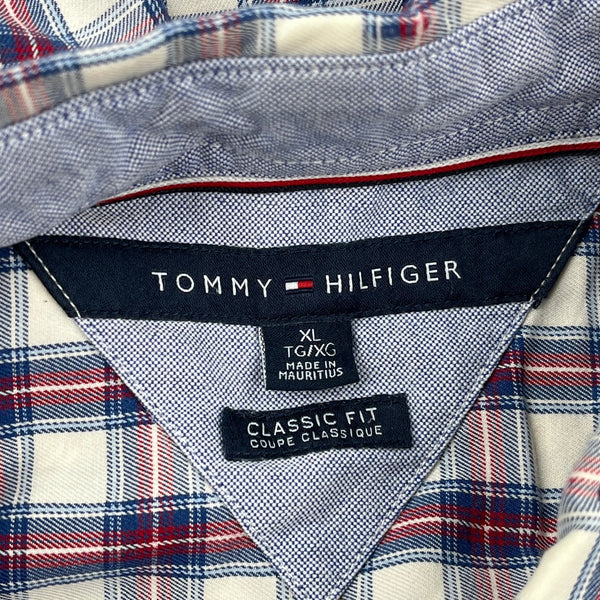 TOMMY HILFIGER
XL
TG/XG
MADE IN
MAURITIUS
CLASSIC FIT
COUPE CLASSIQUE